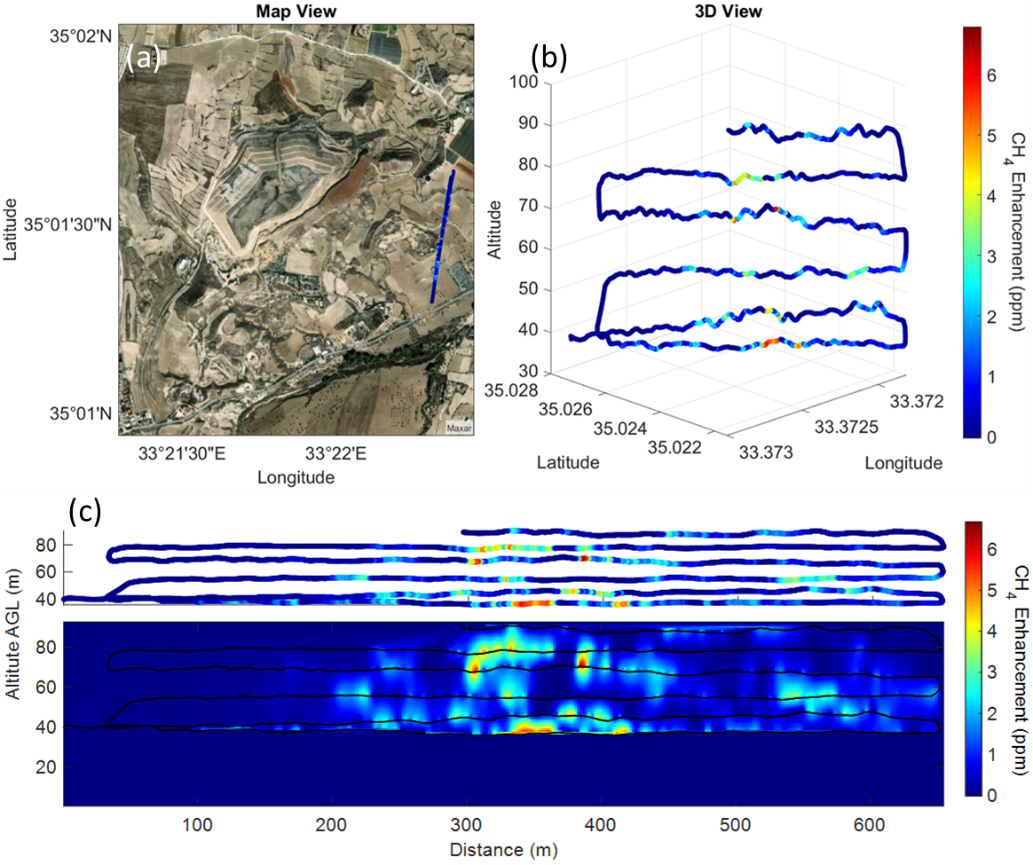 Map View
(a)
35°02'N
35°01'30"N
35°01'N
Latitude
33°21'30"E
33°22'E
Longitude
Maxar
3D View
(b)
100
90
80
70
60
50
40
30
Altitude
35.028
35.026
35.024
35.022
Latitude
33.373
33.3725
33.372
Longitude
6
5
4
3
2
1
0
CH4 Enhancement (ppm)
(c)
80
60
40
80
60
40
20
Altitute AGL (m)
100
200
300
400
500
600
Distance (m)
6
5
4
3
2
1
0
CH4 Enhancement (ppm)